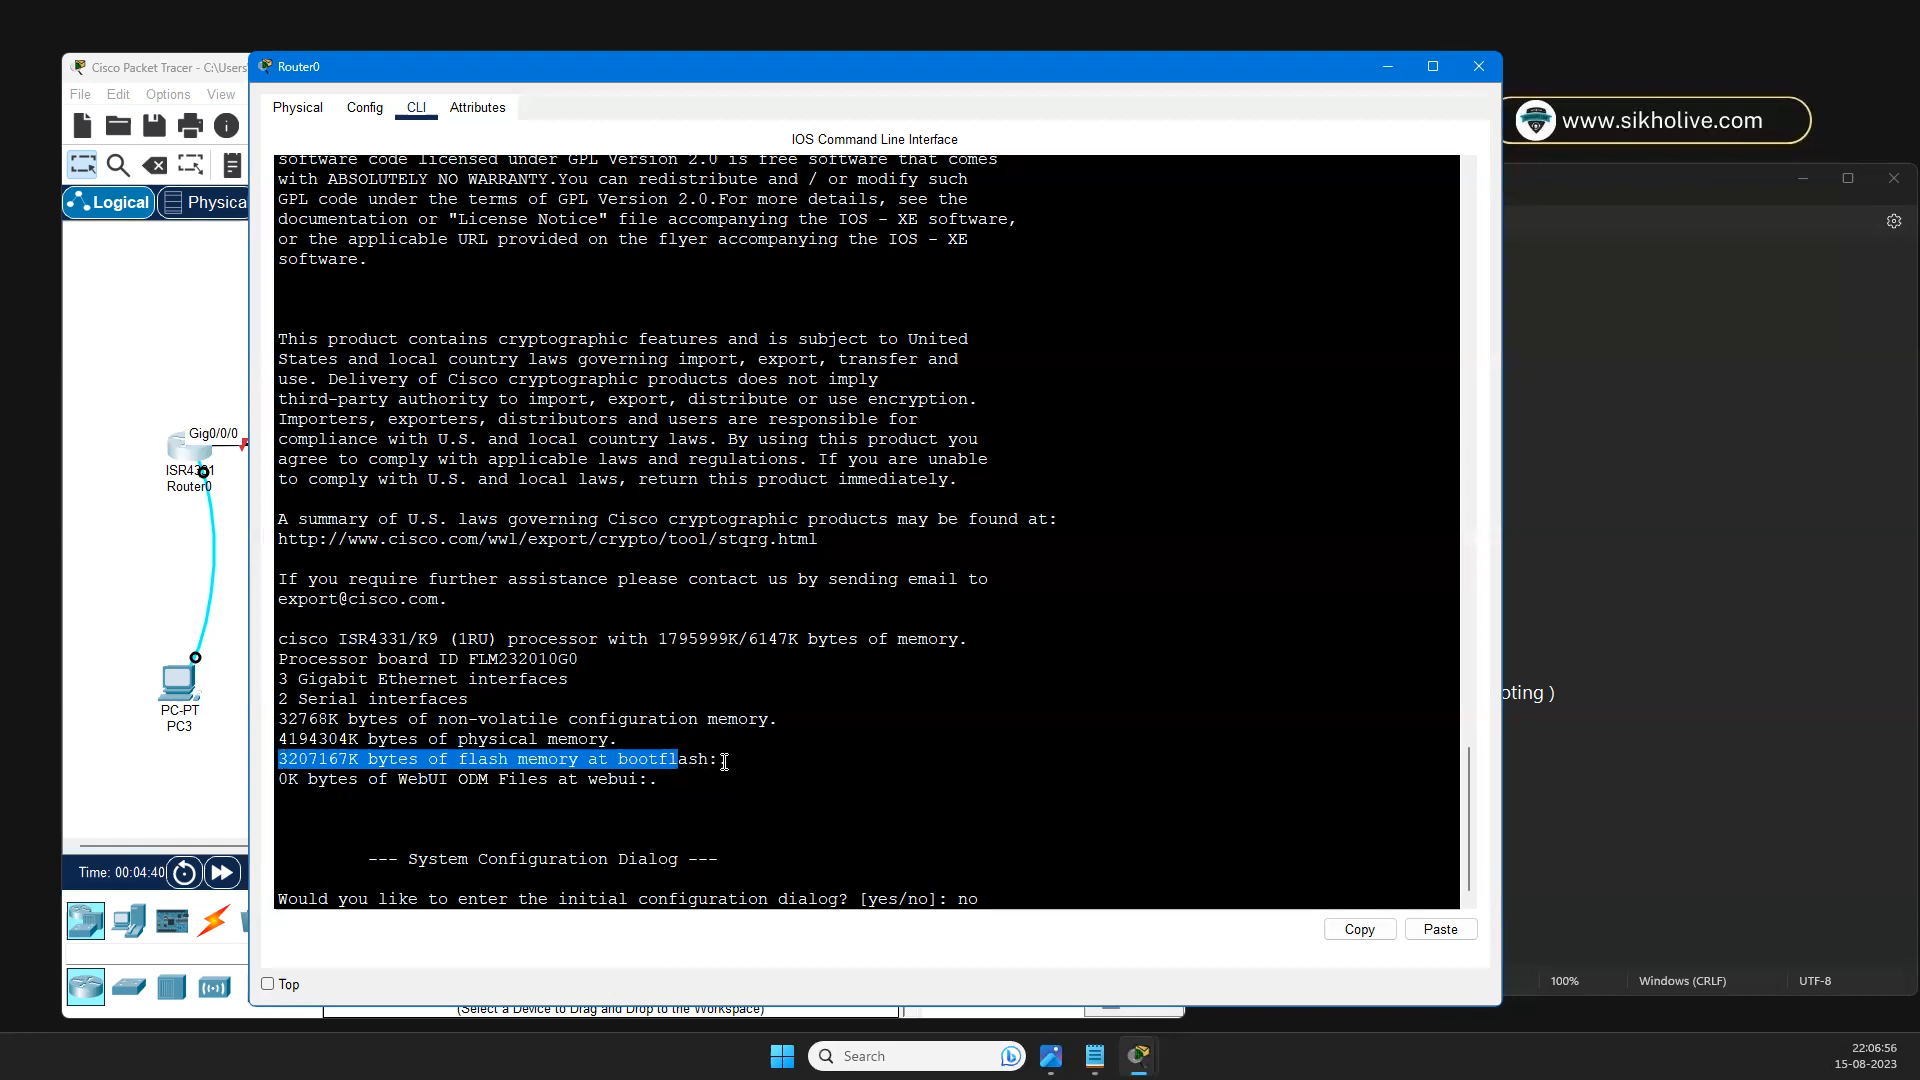 Cisco Packet Tracer - C:\Users
Router0
File Edit Options View
Physical Config CLI Attributes
IOS Command Line Interface
www.sikholive.com
Logical
Physica
software code licensed under GPL Version 2.0 is free software that comes
with ABSOLUTELY NO WARRANTY.You can redistribute and / or modify such
GPL code under the terms of GPL Version 2.0.For more details, see the
documentation or "License Notice" file accompanying the IOS - XE software,
or the applicable URL provided on the flyer accompanying the IOS - XE
software.
This product contains cryptographic features and is subject to United
States and local country laws governing import, export, transfer and
use. Delivery of Cisco cryptographic products does not imply
third-party authority to import, export, distribute or use encryption.
Importers, exporters, distributors and users are responsible for
compliance with U.S. and local country laws. By using this product you
agree to comply with applicable laws and regulations. If you are unable
to comply with U.S. and local laws, return this product immediately.
A summary of U.S. laws governing Cisco cryptographic products may be found at:
http://www.cisco.com/wwl/export/crypto/tool/stqrg.html
If you require further assistance please contact us by sending email to
export@cisco.com.
cisco ISR4331/K9 (1RU) processor with 1795999K/6147K bytes of memory.
Processor board ID FLM232010G0
3 Gigabit Ethernet interfaces
2 Serial interfaces
32768K bytes of non-volatile configuration memory.
4194304K bytes of physical memory.
3207167K bytes of flash memory at bootflash:.
0K bytes of WebUI ODM Files at webui:.
--- System Configuration Dialog ---
Would you like to enter the initial configuration dialog? [yes/no]: no
Gig0/0/0
ISR4331
Router0
PC-PT
PC3
oting )
Time: 00:04:40
Copy
Paste
Top
(Select a Device to Drag and Drop to the Workspace)
100%
Windows (CRLF)
UTF-8
Search
22:06:56
15-08-2023